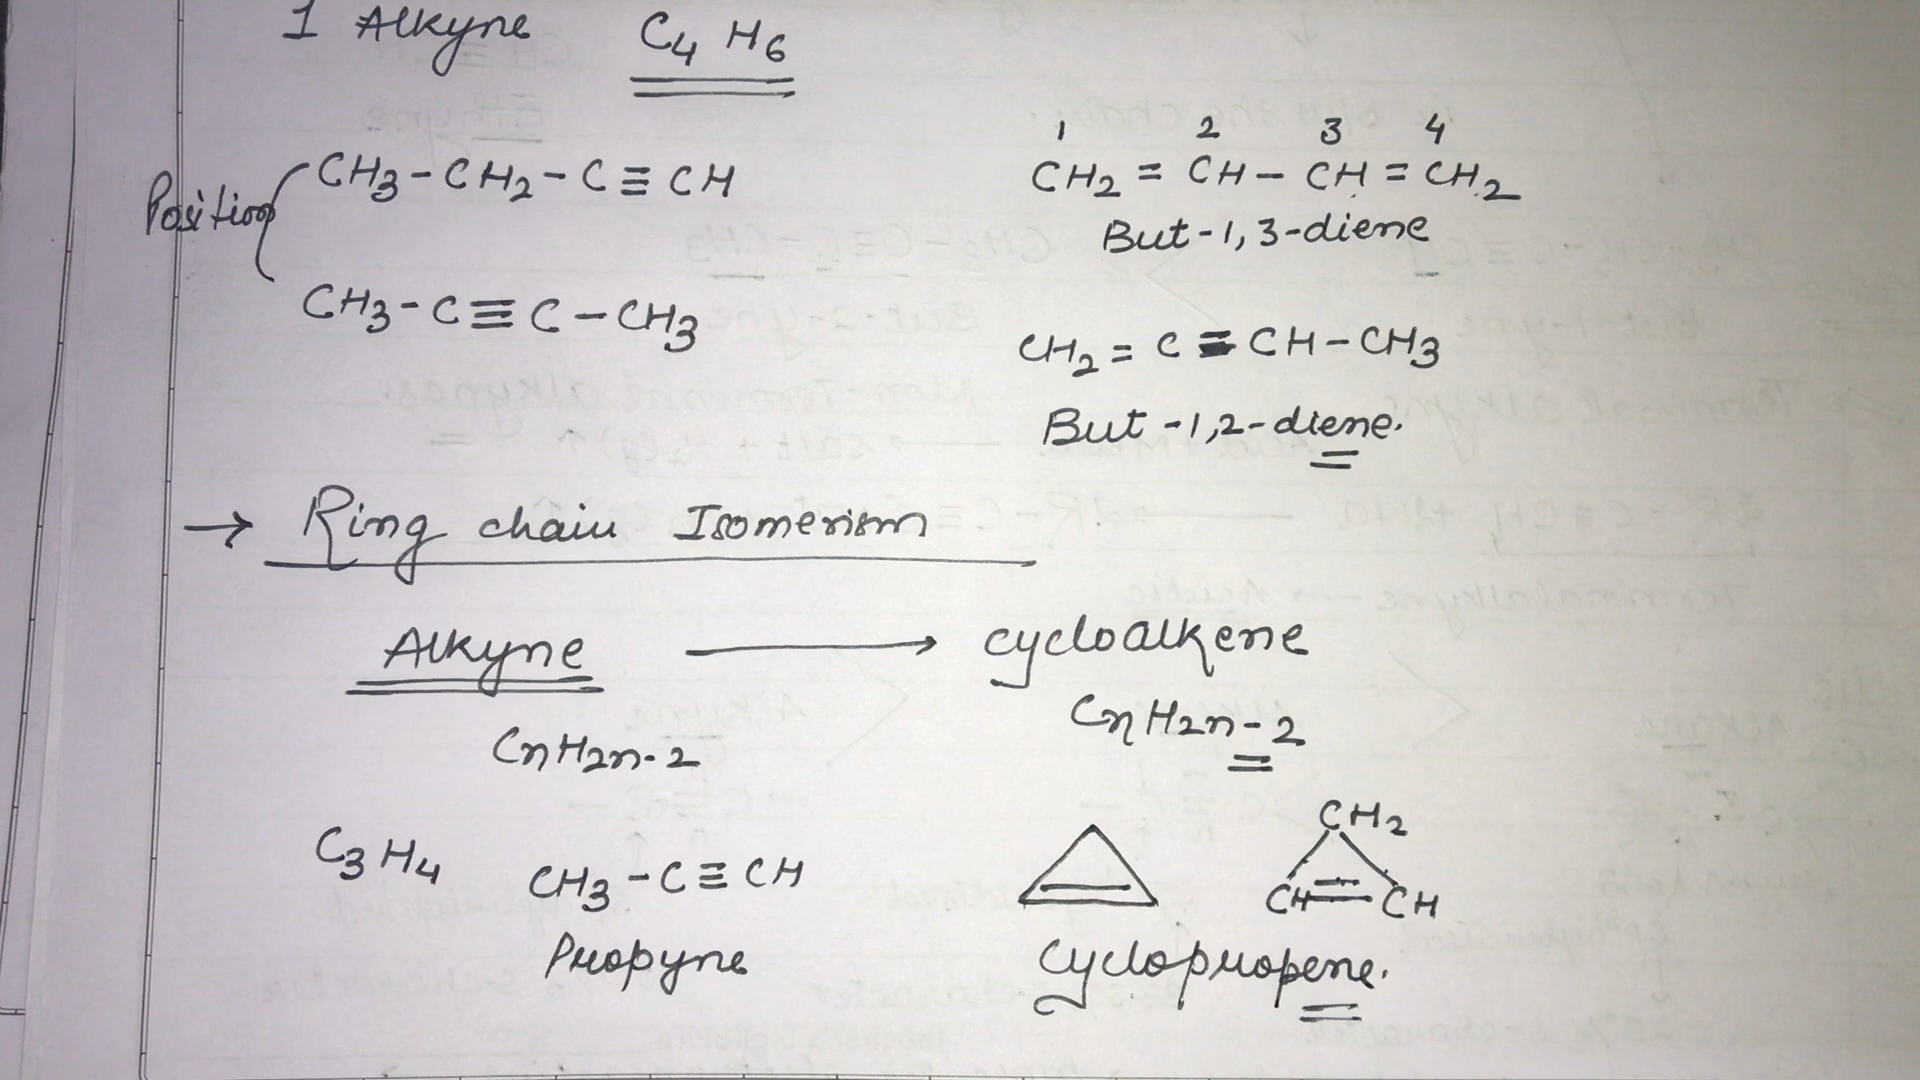 1 Alkyne C4 H6
Position
CH3-CH2-C≡CH
CH3-C≡C-CH3
1 2 3 4
CH2=CH-CH=CH2
But-1,3-diene
CH2=C=CH-CH3
But-1,2-diene.
→ Ring chain Isomerism
Alkyne ⟶ cycloalkene
CnH2n-2 CnH2n-2
C3H4 CH3-C≡CH
Propyne
CH2
CH=CH
Cyclopropene.